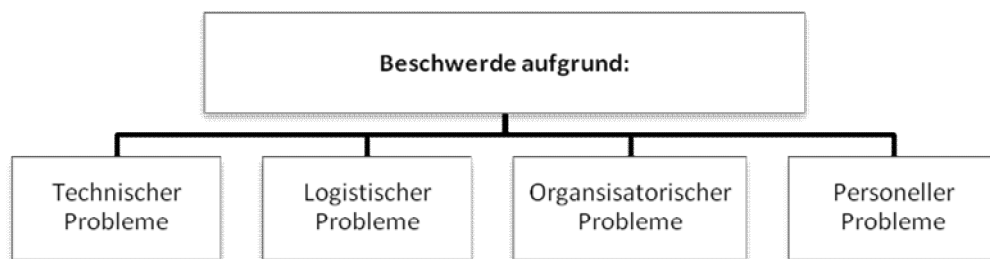 Beschwerde aufgrund:
Technischer
Probleme
Logistischer
Probleme
Organsisatorischer
Probleme
Personeller
Probleme